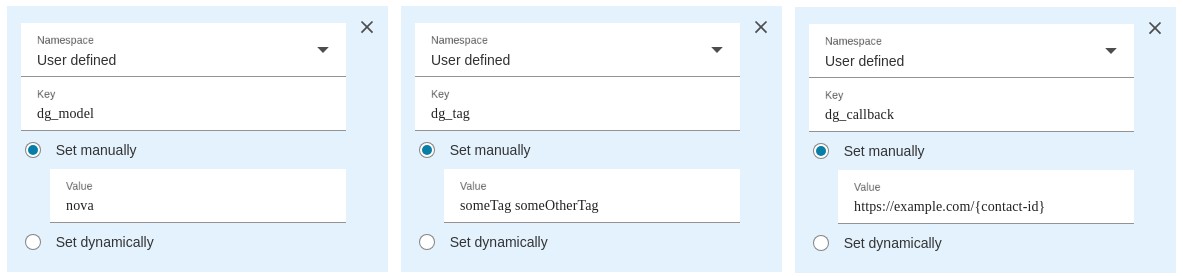 Namespace
User defined
Key
dg_model
Set manually
Value
nova
Set dynamically
Namespace
User defined
Key
dg_tag
Set manually
Value
someTag someOtherTag
Set dynamically
Namespace
User defined
Key
dg_callback
Set manually
Value
https://example.com/{contact-id}
Set dynamically